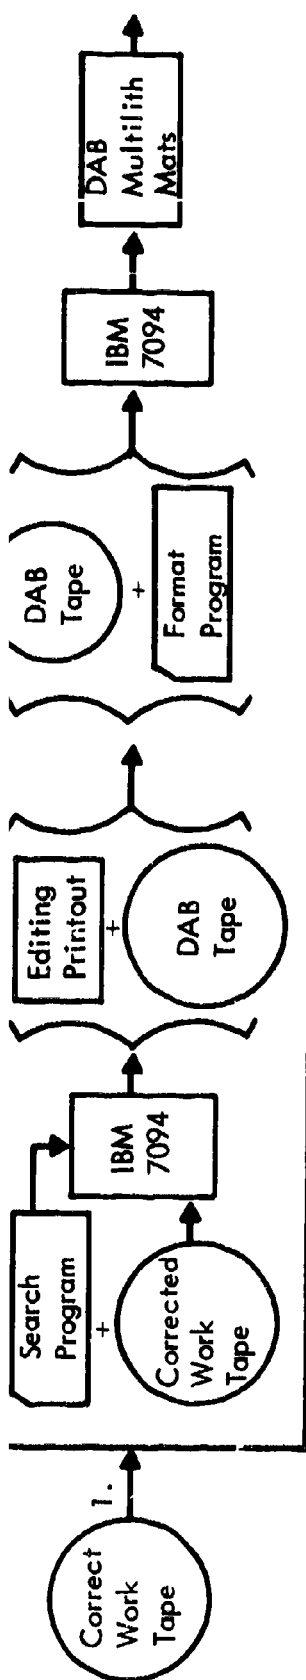 Correct
Work
Tape
1.
Search
Program
+
Corrected
Work
Tape
IBM
7094
Editing
Printout
+
DAB
Tape
DAB
Tape
+
Format
Program
IBM
7094
DAB
Multilith
Mats